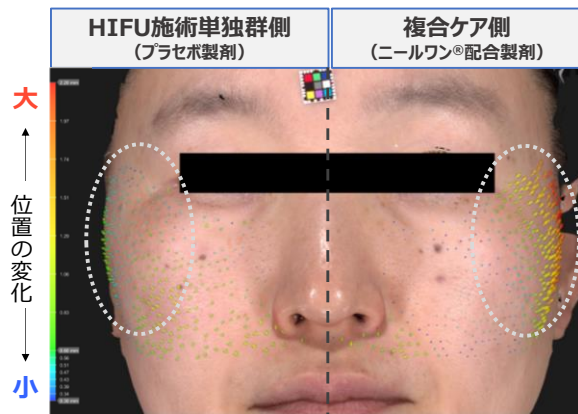 HIFU施術単独群側
(プラセボ製剤)
複合ケア側
(ニールワン®配合製剤)
大
位置の変化
小